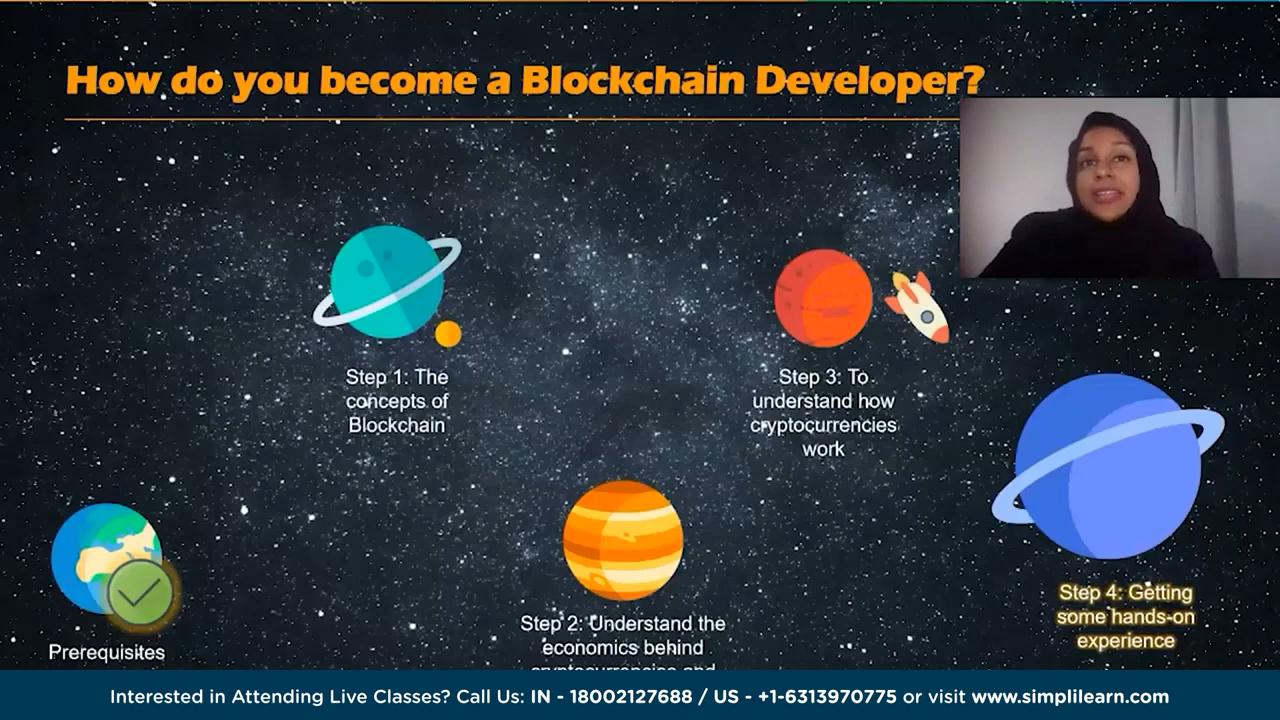 How do you become a Blockchain Developer?
Step 1: The
concepts of
Blockchain
Step 3: To
understand how
cryptocurrencies
work
Step 2: Understand the
economics behind
cryptocurrencies and
Step 4: Getting
some hands-on
experience
Prerequisites
Interested in Attending Live Classes? Call Us: IN - 18002127688 / US - +1-6313970775 or visit www.simplilearn.com